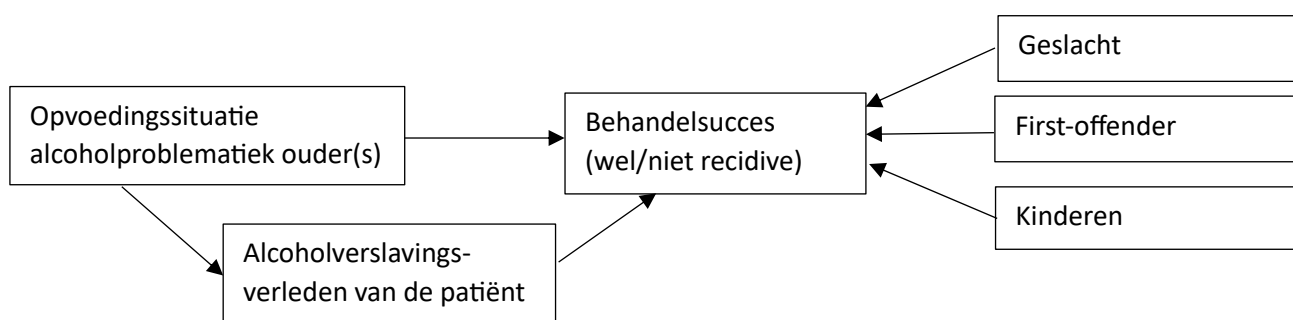 Opvoedingssituatie
alcoholproblematiek ouder(s)
Alcoholverslavings-
verleden van de patiënt
Behandelsucces
(wel/niet recidive)
Geslacht
First-offender
Kinderen